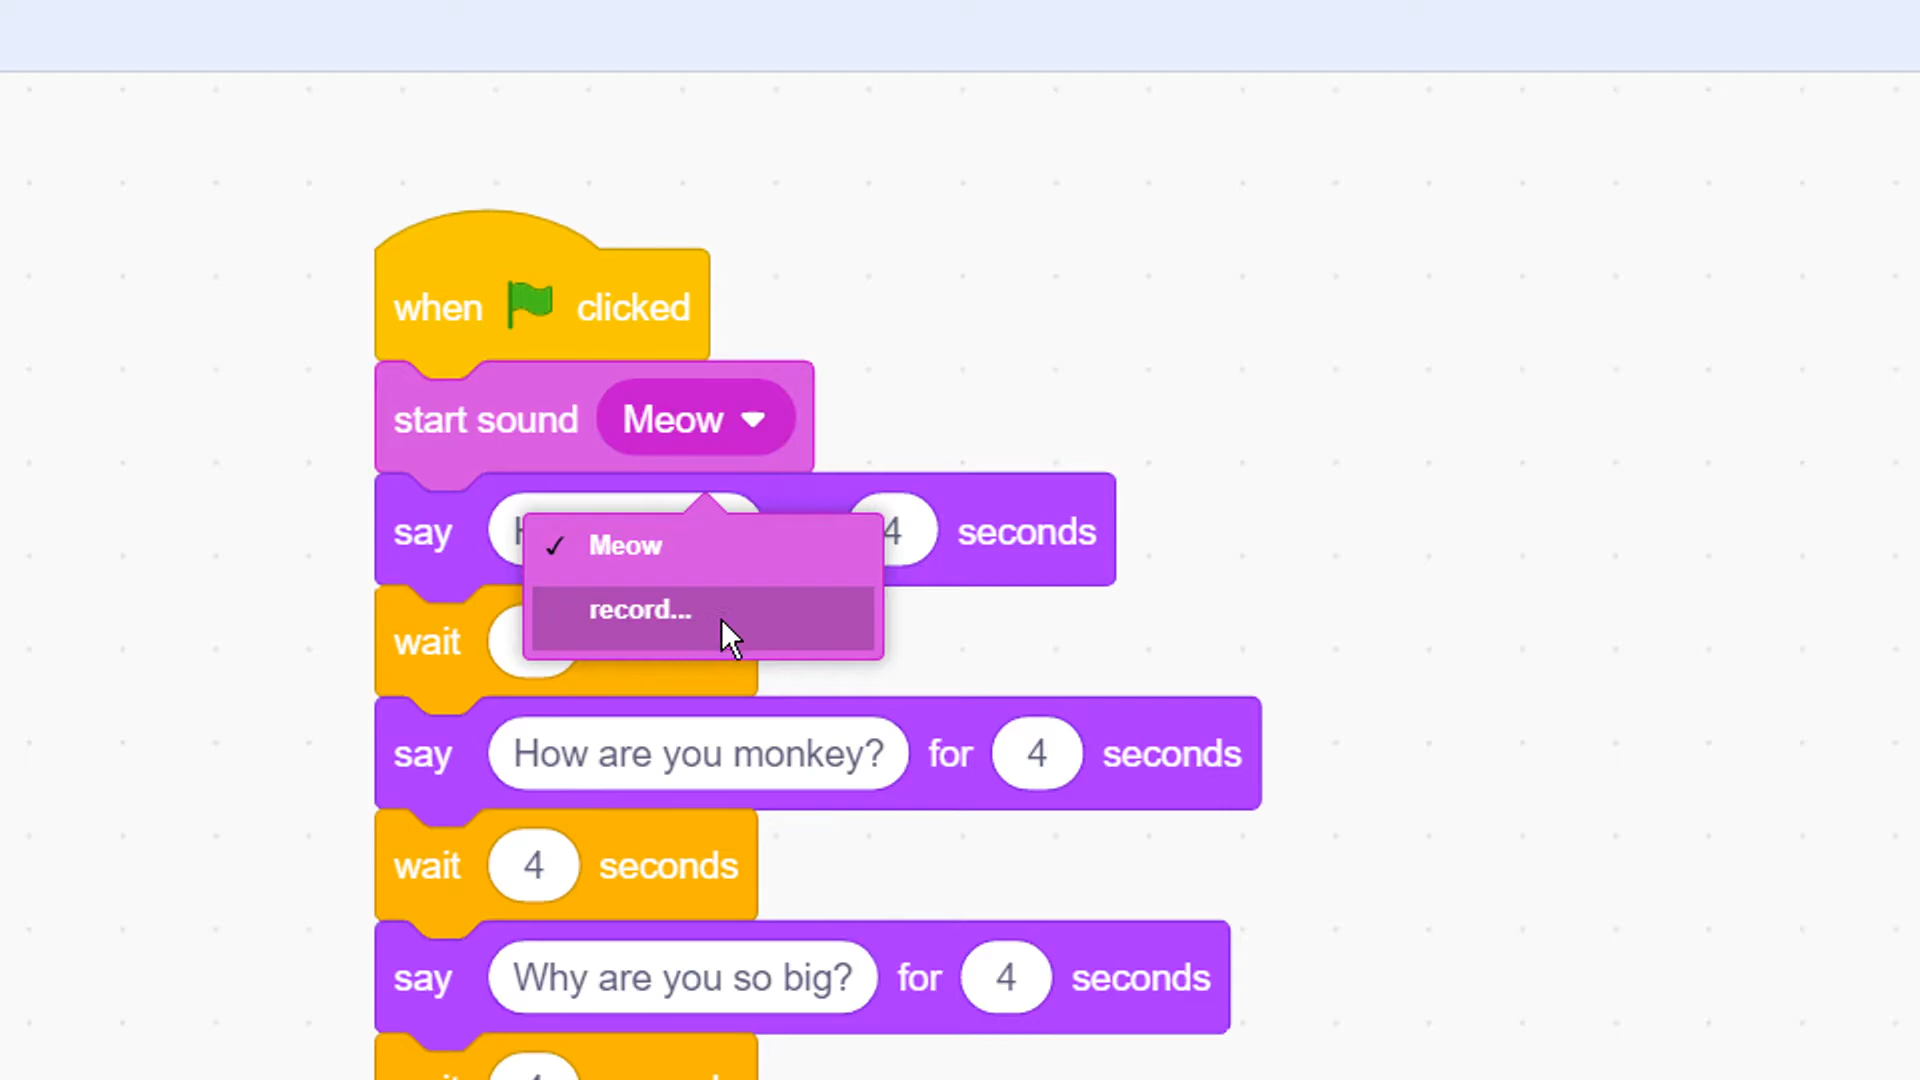 when clicked
start sound Meow
say 4 seconds
✓ Meow
record...
wait
say How are you monkey? for 4 seconds
wait 4 seconds
say Why are you so big? for 4 seconds